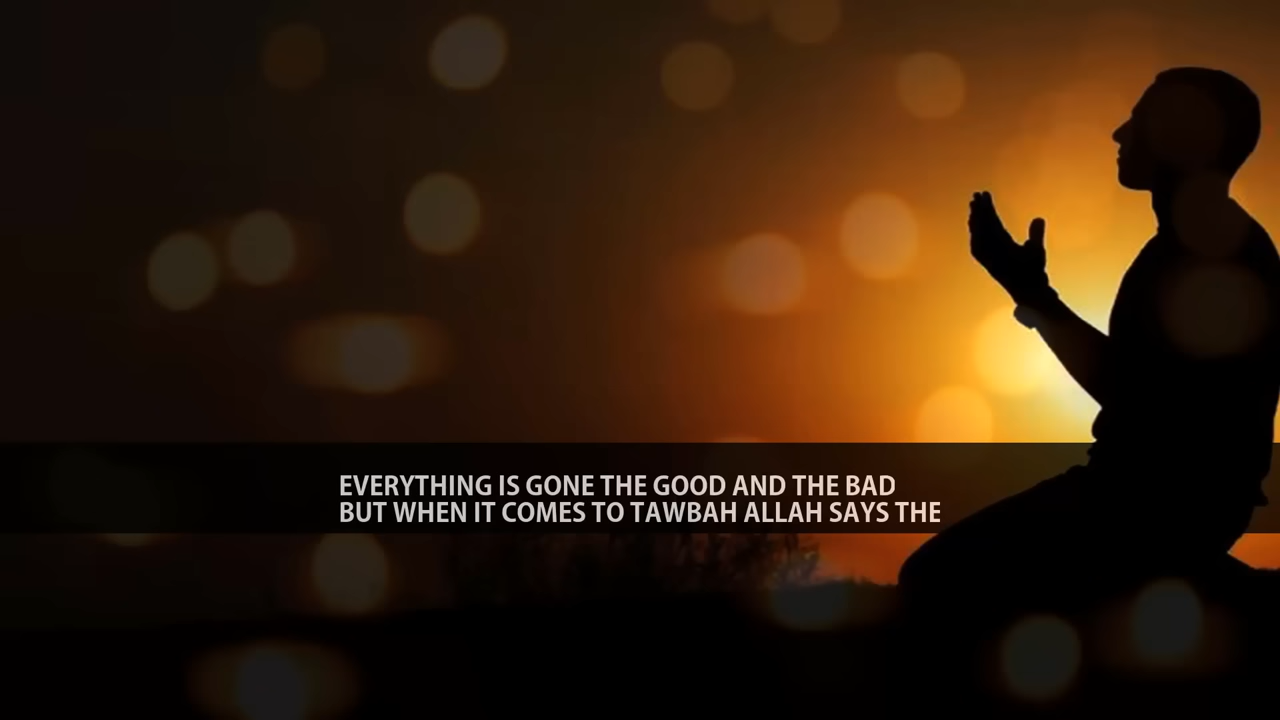 EVERYTHING IS GONE THE GOOD AND THE BAD
BUT WHEN IT COMES TO TAWBAH ALLAH SAYS THE